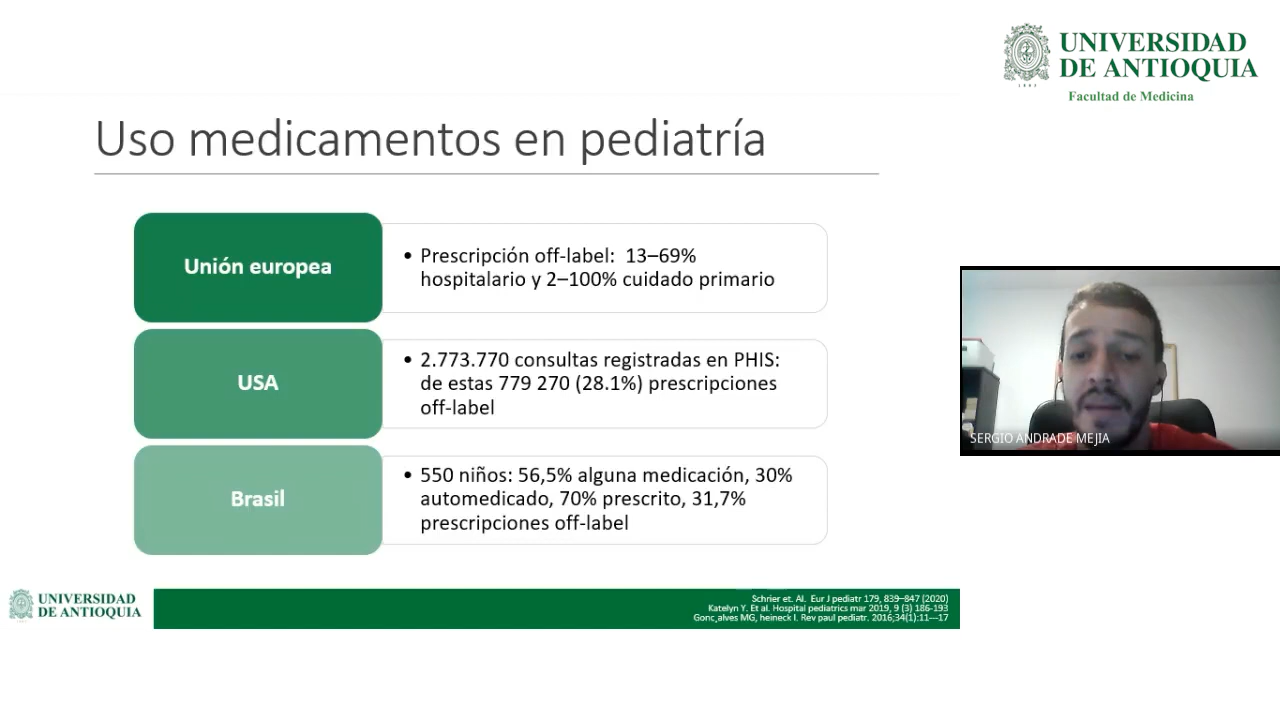 UNIVERSIDAD
DE ANTIOQUIA
1803
Facultad de Medicina
Uso medicamentos en pediatría
Unión europea
• Prescripción off-label:  13–69%
hospitalario y 2–100% cuidado primario
USA
• 2.773.770 consultas registradas en PHIS:
de estas 779 270 (28.1%) prescripciones
off-label
Brasil
• 550 niños: 56,5% alguna medicación, 30%
automedicado, 70% prescrito, 31,7%
prescripciones off-label
SERGIO ANDRADE MEJIA
UNIVERSIDAD
DE ANTIOQUIA
Schrier et. Al.  Eur J pediatr 179, 839–847 (2020)
Katelyn Y. Et al. Hospital pediatrics mar 2019, 9 (3) 186-193
Gonc¸alves MG, heineck I. Rev paul pediatr. 2016;34(1):11---17